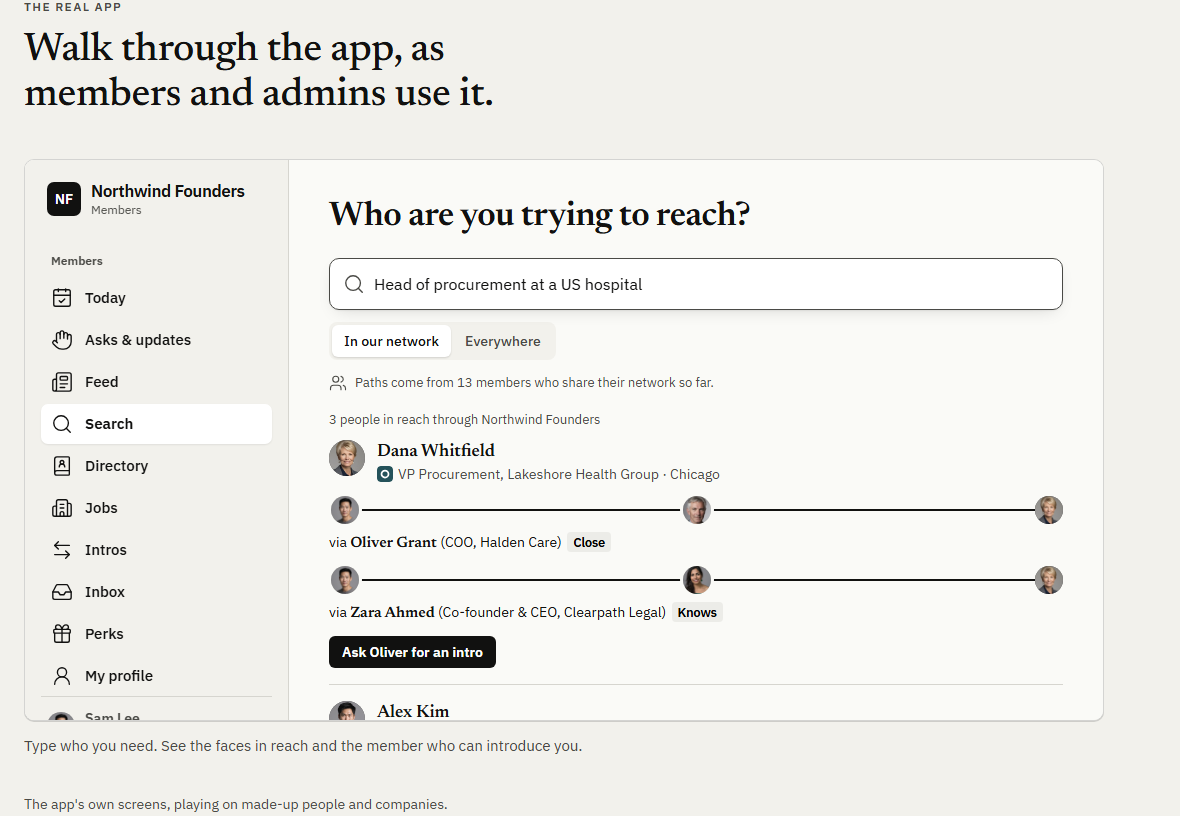 THE REAL APP
Walk through the app, as
members and admins use it.
NF
Northwind Founders
Members
Members
Today
Asks & updates
Feed
Search
Directory
Jobs
Intros
Inbox
Perks
My profile
Sam Lee
Who are you trying to reach?
Head of procurement at a US hospital
In our network
Everywhere
Paths come from 13 members who share their network so far.
3 people in reach through Northwind Founders
Dana Whitfield
VP Procurement, Lakeshore Health Group · Chicago
via Oliver Grant (COO, Halden Care) Close
via Zara Ahmed (Co-founder & CEO, Clearpath Legal) Knows
Ask Oliver for an intro
Alex Kim
Type who you need. See the faces in reach and the member who can introduce you.
The app's own screens, playing on made-up people and companies.